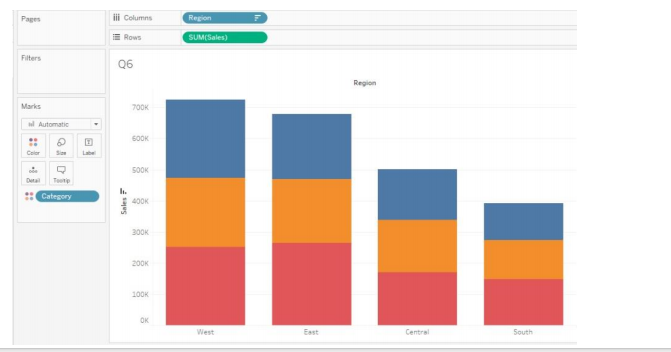 Pages
Columns
Region
Rows
SUM(Sales)
Filters
Q6
Region
Marks
Automatic
Color
Size
Label
Detail
Tooltip
Category
Sales
700K
600K
500K
400K
300K
200K
100K
0K
West
East
Central
South